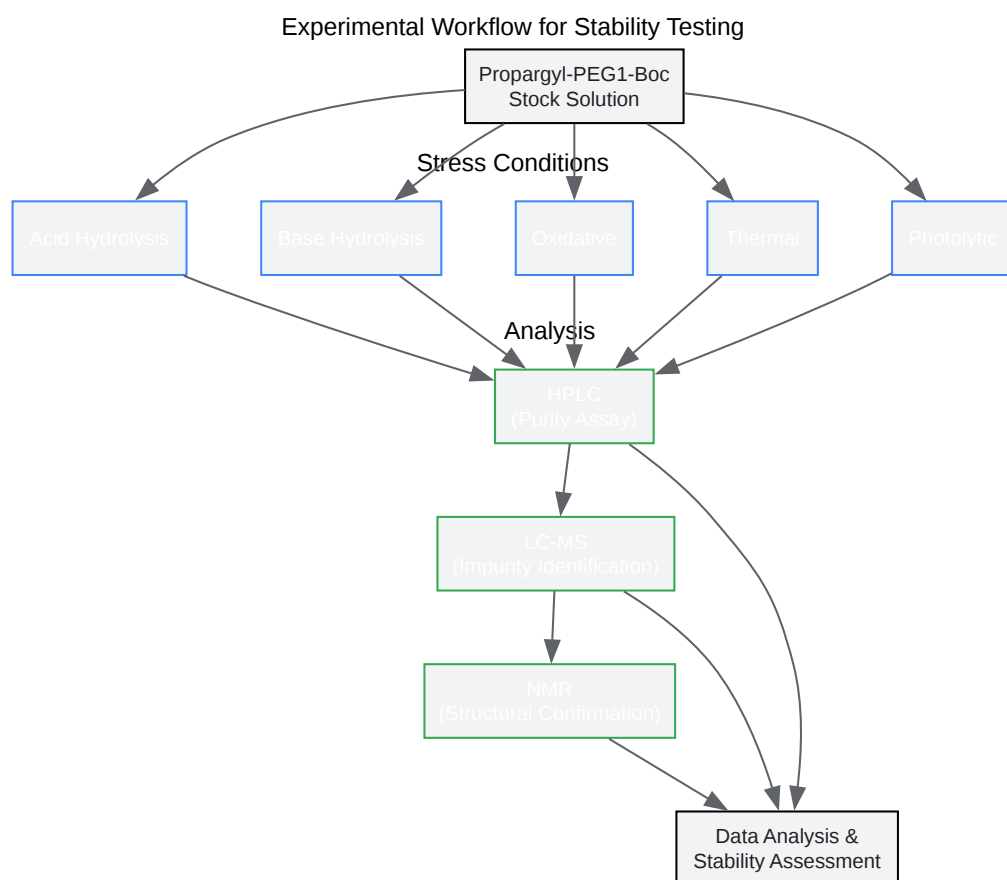 Experimental Workflow for Stability Testing
Propargyl-PEG1-Boc
Stock Solution
Stress Conditions
Acid Hydrolysis
Base Hydrolysis
Oxidative
Thermal
Photolytic
Analysis
HPLC
(Purity Assay)
LC-MS
(Impurity Identification)
NMR
(Structural Confirmation)
Data Analysis &
Stability Assessment